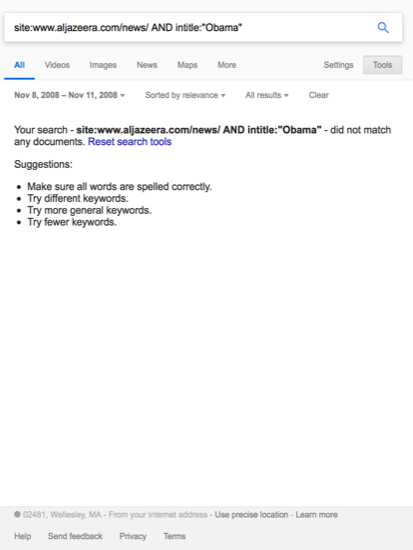 site:www.aljazeera.com/news/ AND intitle:"Obama"
All Videos Images News Maps More Settings Tools
Nov 8, 2008 – Nov 11, 2008 Sorted by relevance All results Clear
Your search - site:www.aljazeera.com/news/ AND intitle:"Obama" - did not match
any documents. Reset search tools
Suggestions:
• Make sure all words are spelled correctly.
• Try different keywords.
• Try more general keywords.
• Try fewer keywords.
02481, Wellesley, MA - From your Internet address - Use precise location - Learn more
Help Send feedback Privacy Terms